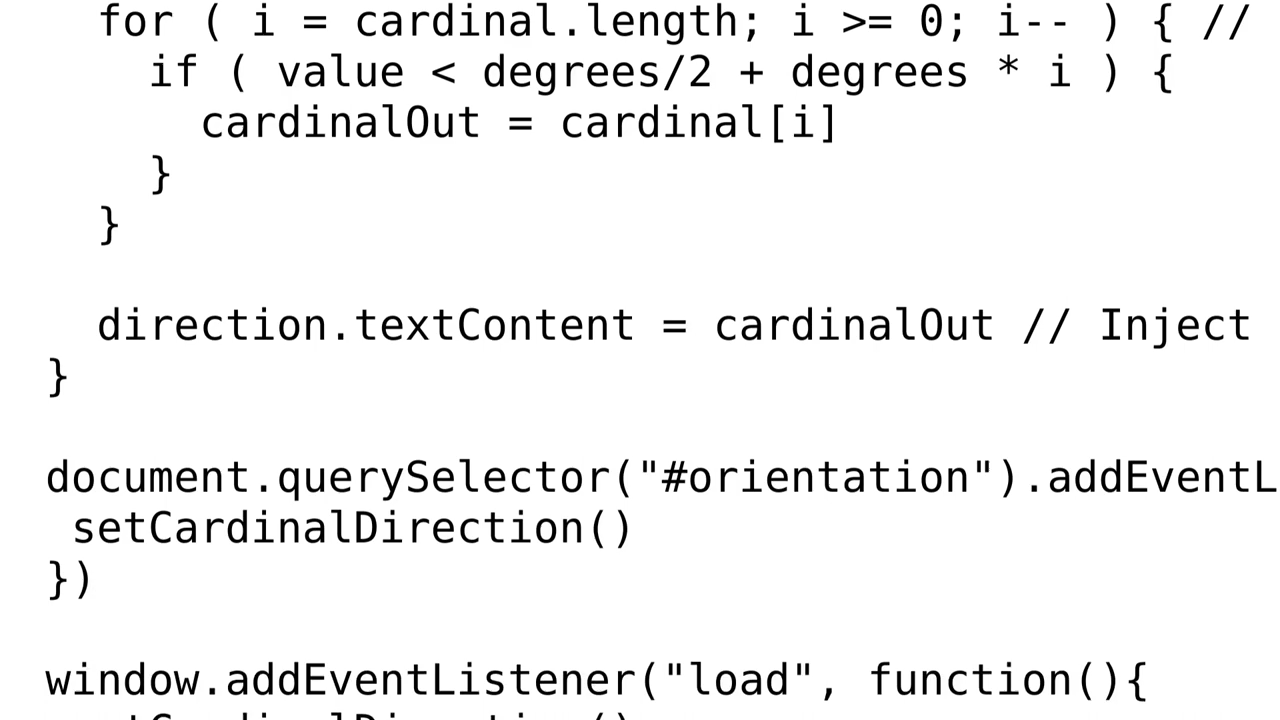 for ( i = cardinal.length; i >= 0; i-- ) { //
if ( value < degrees/2 + degrees * i ) {
cardinalOut = cardinal[i]
}
}
direction.textContent = cardinalOut // Inject
}
document.querySelector("#orientation").addEventL
setCardinalDirection()
})
window.addEventListener("load", function(){